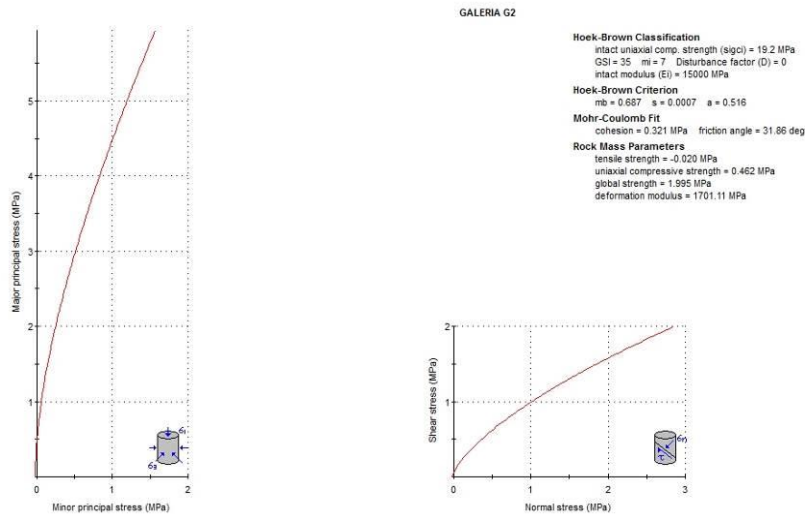 GALERIA G2
Hoek-Brown Classification
intact uniaxial comp. strength (sigci) = 19.2 MPa
GSI = 35 mi = 7 Disturbance factor (D) = 0
intact modulus (Ei) = 15000 MPa
Hoek-Brown Criterion
mb = 0.687 s = 0.0007 a = 0.516
Mohr-Coulomb Fit
cohesion = 0.321 MPa friction angle = 31.86 deg
Rock Mass Parameters
tensile strength = -0.020 MPa
uniaxial compressive strength = 0.462 MPa
global strength = 1.995 MPa
deformation modulus = 1701.11 MPa
Major principal stress (MPa)
5
4
3
2
1
0 1 2
Minor principal stress (MPa)
σ1
σ3
Shear stress (MPa)
2
1
0
0 1 2 3
Normal stress (MPa)
σn
τ